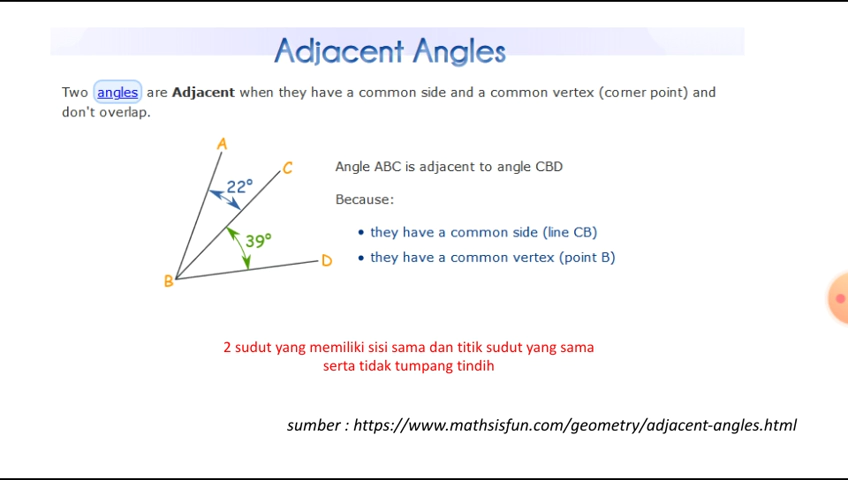 Adjacent Angles
Two angles are Adjacent when they have a common side and a common vertex (corner point) and
don't overlap.
A
C
22°
Angle ABC is adjacent to angle CBD
Because:
• they have a common side (line CB)
39°
• they have a common vertex (point B)
D
B
2 sudut yang memiliki sisi sama dan titik sudut yang sama
serta tidak tumpang tindih
sumber : https://www.mathsisfun.com/geometry/adjacent-angles.html